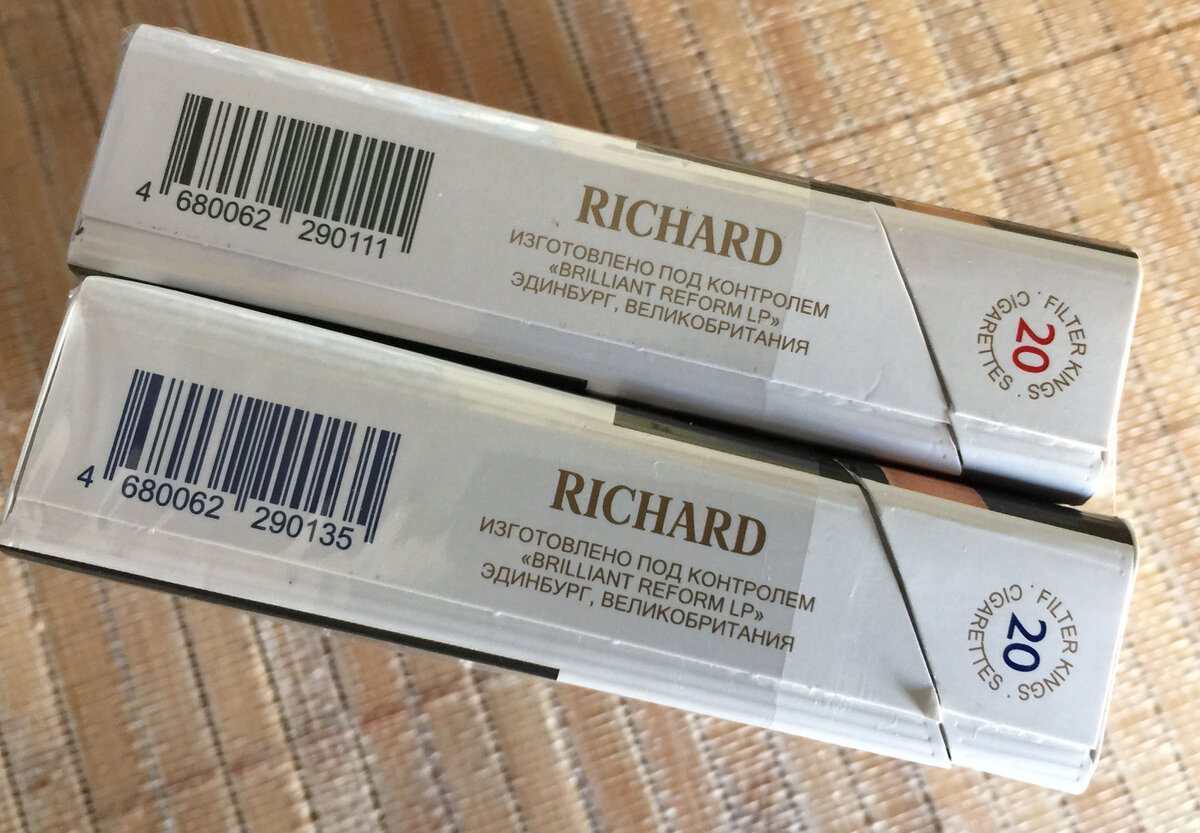 4 680062 290111
RICHARD
ИЗГОТОВЛЕНО ПОД КОНТРОЛЕМ
«BRILLIANT REFORM LP»
ЭДИНБУРГ, ВЕЛИКОБРИТАНИЯ
· FILTER KINGS · CIGARETTES
20
4 680062 290135
RICHARD
ИЗГОТОВЛЕНО ПОД КОНТРОЛЕМ
«BRILLIANT REFORM LP»
ЭДИНБУРГ, ВЕЛИКОБРИТАНИЯ
· FILTER KINGS · CIGARETTES
20